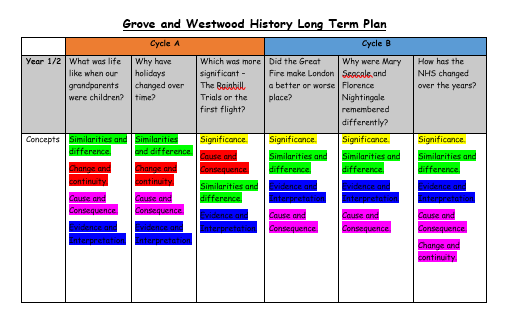 Grove and Westwood History Long Term Plan
Cycle A
Cycle B
Year 1/2
What was life
like when our
grandparents
were children?
Why have
holidays
changed over
time?
Which was more
significant –
The Rainhill
Trials or the
first flight?
Did the Great
Fire make London
a better or worse
place?
Why were Mary
Seacole and
Florence
Nightingale
remembered
differently?
How has the
NHS changed
over the years?
Concepts
Similarities and
difference.
Change and
continuity.
Cause and
Consequence.
Evidence and
interpretation.
Similarities
and difference.
Change and
continuity.
Cause and
Consequence.
Evidence and
interpretation.
Significance.
Cause and
Consequence.
Similarities and
difference.
Evidence and
interpretation.
Significance.
Similarities and
difference.
Evidence and
interpretation.
Cause and
Consequence.
Significance.
Similarities and
difference.
Evidence and
interpretation.
Cause and
Consequence.
Significance.
Similarities and
difference.
Evidence and
interpretation.
Cause and
Consequence.
Change and
continuity.